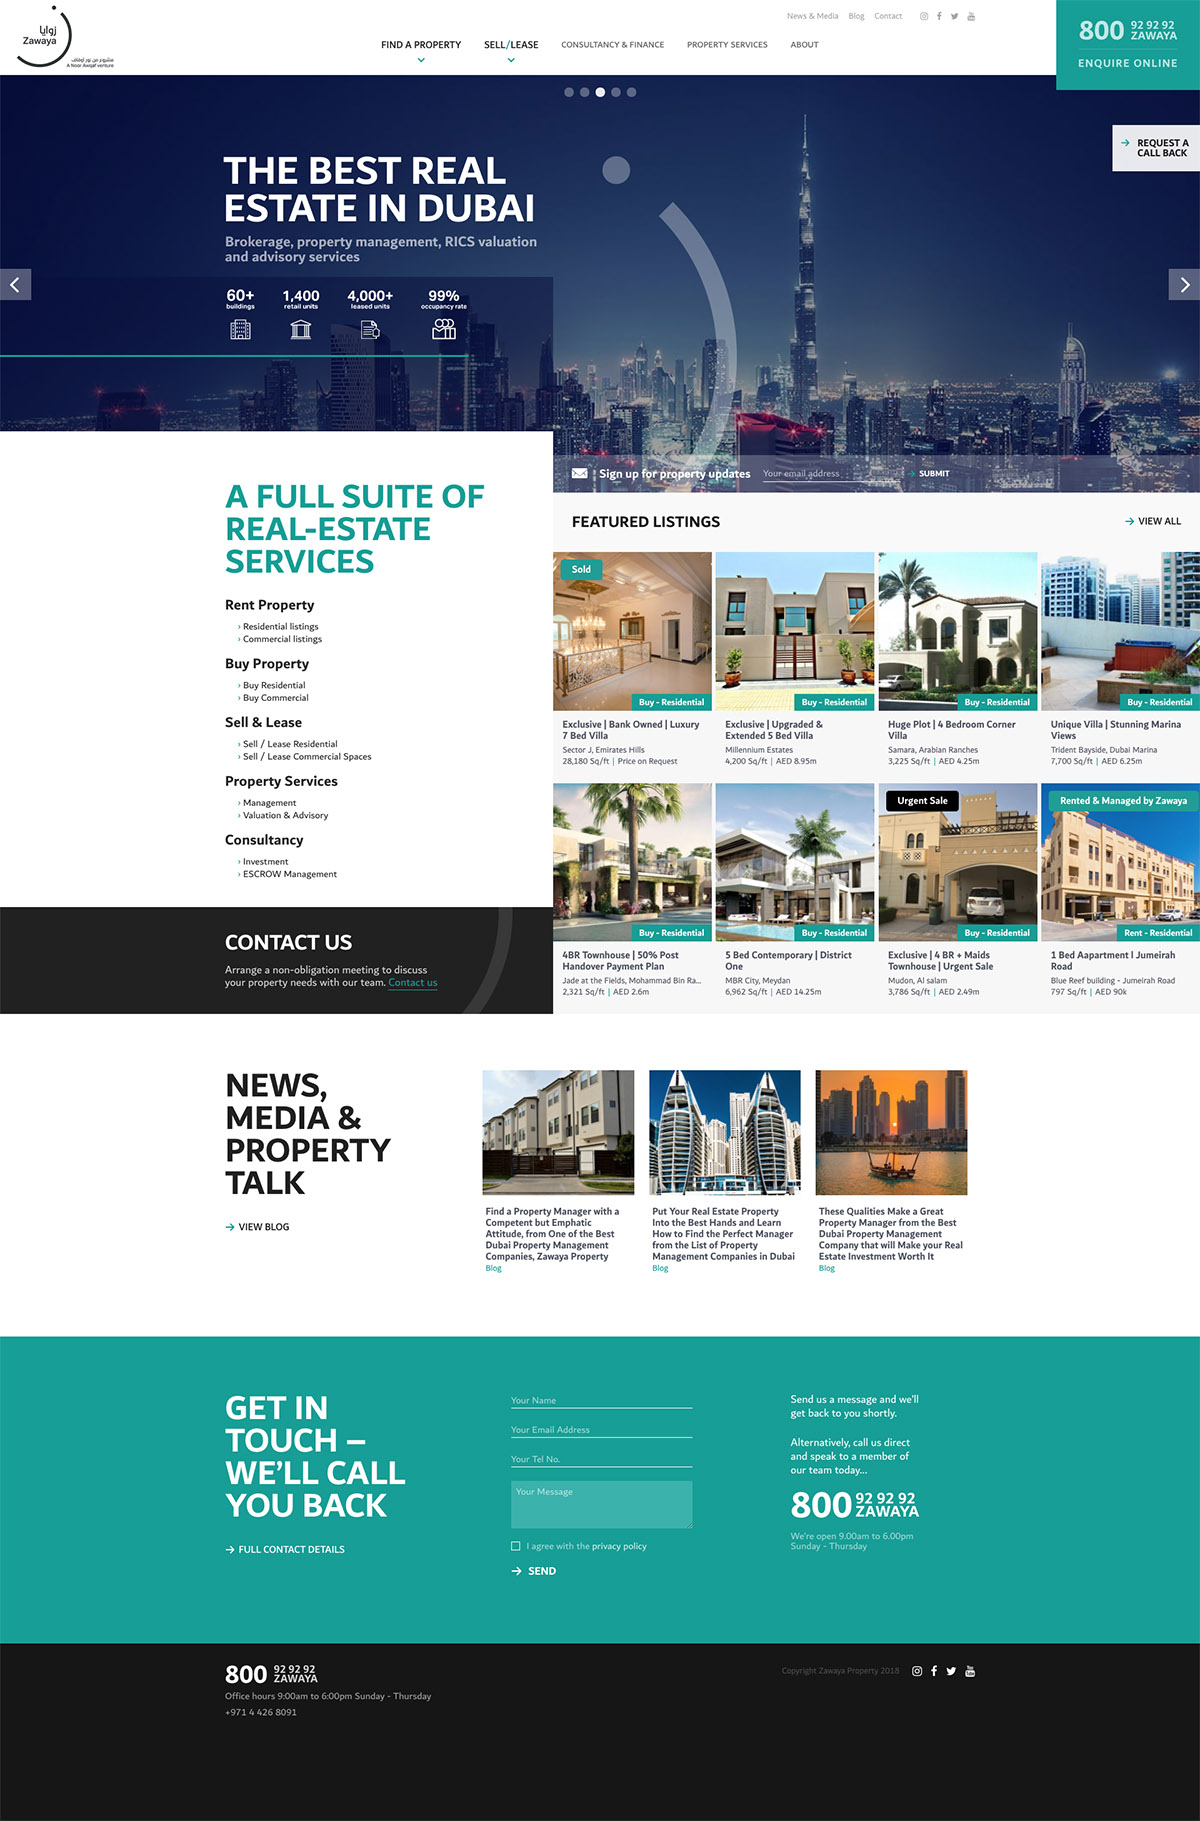 زوايا
Zawaya
مشروع من نور اوقاف
A Noor Awqaf venture
News & Media Blog Contact
FIND A PROPERTY SELL/LEASE CONSULTANCY & FINANCE PROPERTY SERVICES ABOUT
800 92 92 92
ZAWAYA
ENQUIRE ONLINE
REQUEST A
CALL BACK
THE BEST REAL
ESTATE IN DUBAI
Brokerage, property management, RICS valuation
and advisory services
60+ 1,400 4,000+ 99%
buildings retail units leased units occupancy rate
Sign up for property updates Your email address SUBMIT
A FULL SUITE OF
REAL-ESTATE
SERVICES
Rent Property
› Residential listings
› Commercial listings
Buy Property
› Buy Residential
› Buy Commercial
Sell & Lease
› Sell / Lease Residential
› Sell / Lease Commercial Spaces
Property Services
› Management
› Valuation & Advisory
Consultancy
› Investment
› ESCROW Management
CONTACT US
Arrange a non-obligation meeting to discuss
your property needs with our team. Contact us
FEATURED LISTINGS
VIEW ALL
Sold
Buy - Residential
Exclusive | Bank Owned | Luxury
7 Bed Villa
Sector J, Emirates Hills
28,180 Sq/ft | Price on Request
Buy - Residential
Exclusive | Upgraded &
Extended 5 Bed Villa
Millennium Estates
4,200 Sq/ft | AED 8.95m
Buy - Residential
Huge Plot | 4 Bedroom Corner
Villa
Samara, Arabian Ranches
3,225 Sq/ft | AED 4.25m
Buy - Residential
Unique Villa | Stunning Marina
Views
Trident Bayside, Dubai Marina
7,700 Sq/ft | AED 6.25m
Buy - Residential
4BR Townhouse | 50% Post
Handover Payment Plan
Jade at the Fields, Mohammad Bin Ra...
2,321 Sq/ft | AED 2.6m
Buy - Residential
5 Bed Contemporary | District
One
MBR City, Meydan
6,962 Sq/ft | AED 14.25m
Urgent Sale
Buy - Residential
Exclusive | 4 BR + Maids
Townhouse | Urgent Sale
Mudon, Al salam
3,786 Sq/ft | AED 2.49m
Rented & Managed by Zawaya
Rent - Residential
1 Bed Aapartment l Jumeirah
Road
Blue Reef building - Jumeirah Road
797 Sq/ft | AED 90k
NEWS,
MEDIA &
PROPERTY
TALK
VIEW BLOG
Find a Property Manager with a
Competent but Emphatic
Attitude, from One of the Best
Dubai Property Management
Companies, Zawaya Property
Blog
Put Your Real Estate Property
Into the Best Hands and Learn
How to Find the Perfect Manager
from the List of Property
Management Companies in Dubai
Blog
These Qualities Make a Great
Property Manager from the Best
Dubai Property Management
Company that will Make your Real
Estate Investment Worth It
Blog
GET IN
TOUCH –
WE'LL CALL
YOU BACK
FULL CONTACT DETAILS
Your Name
Your Email Address
Your Tel No.
Your Message
I agree with the privacy policy
SEND
Send us a message and we'll
get back to you shortly.
Alternatively, call us direct
and speak to a member of
our team today...
800 92 92 92
ZAWAYA
We're open 9.00am to 6.00pm
Sunday - Thursday
800 92 92 92
ZAWAYA
Office hours 9:00am to 6:00pm Sunday - Thursday
+971 4 426 8091
Copyright Zawaya Property 2018